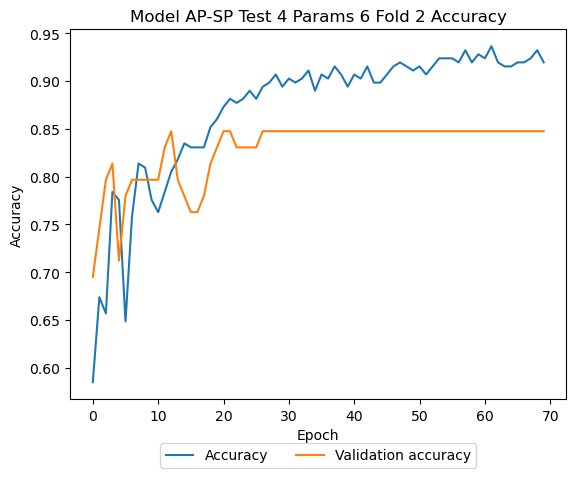 Model AP-SP Test 4 Params 6 Fold 2 Accuracy
0.95
0.90
0.85
0.80
0.75
0.70
0.65
0.60
Accuracy
0 10 20 30 40 50 60 70
Epoch
Accuracy Validation accuracy